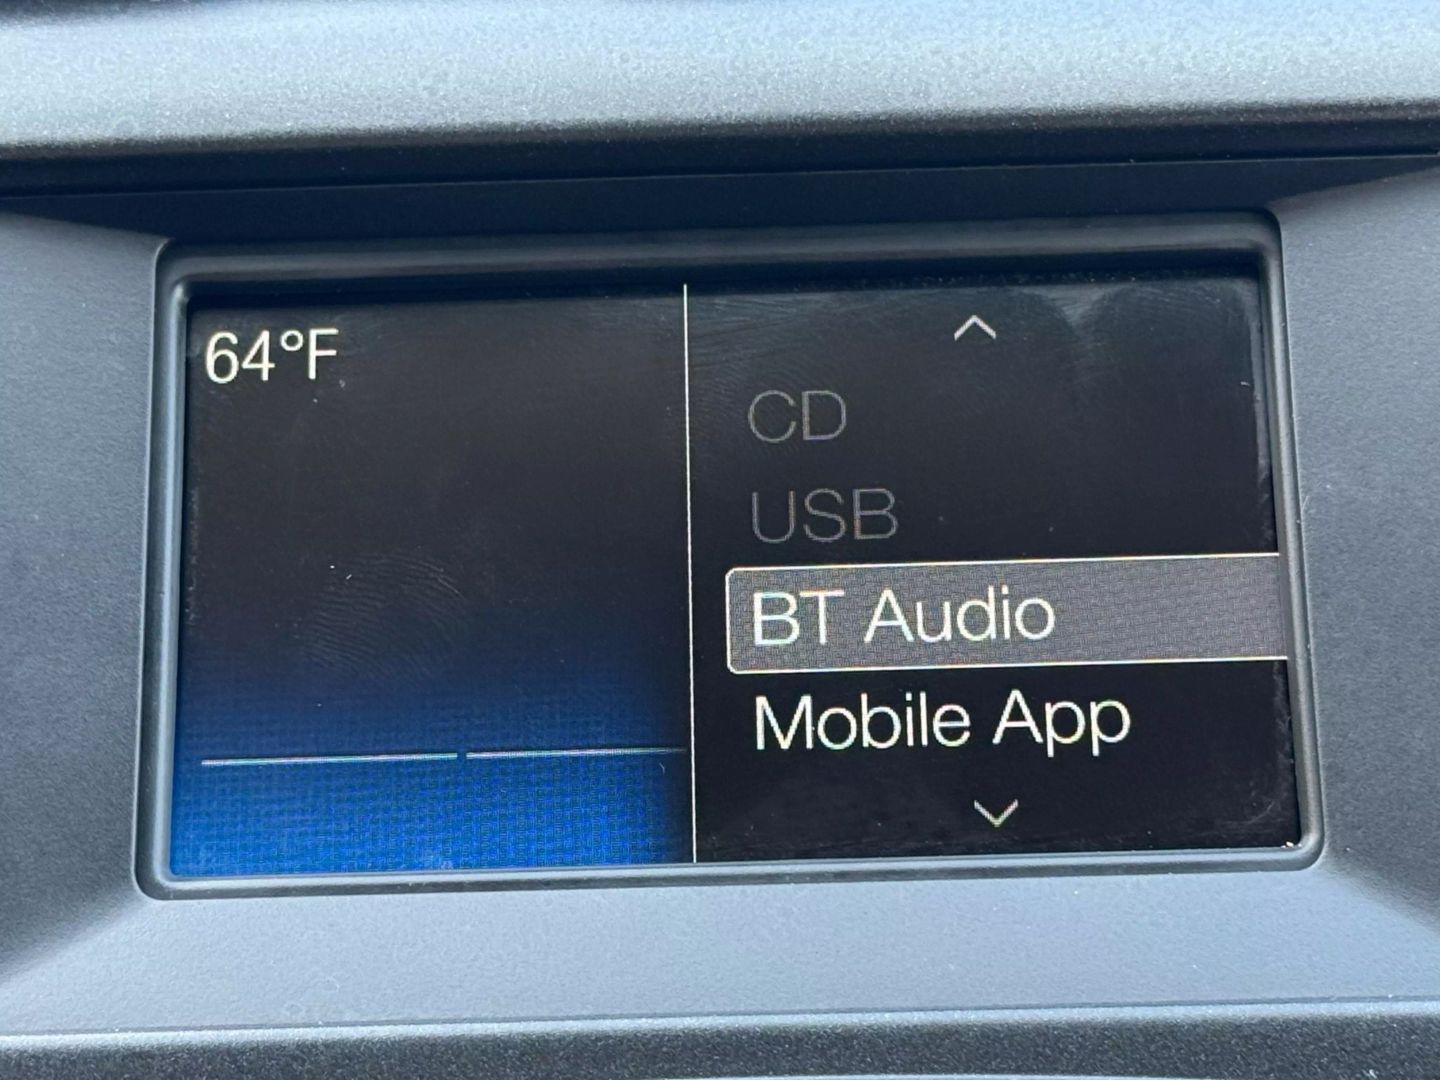 64°F
CD
USB
BT Audio
Mobile App